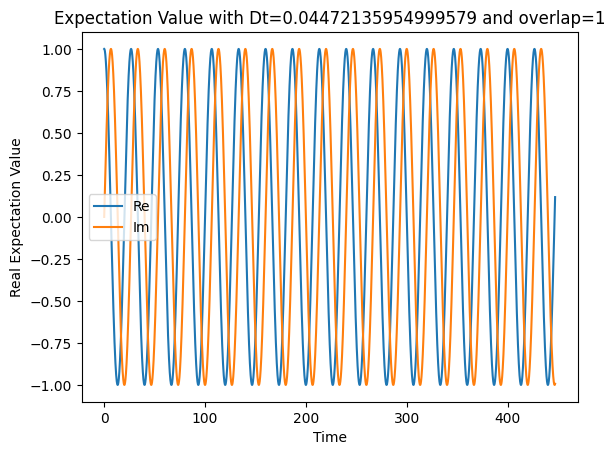 Expectation Value with Dt=0.04472135954999579 and overlap=1
1.00
0.75
0.50
0.25
0.00
−0.25
−0.50
−0.75
−1.00
Real Expectation Value
Re
Im
0
100
200
300
400
Time